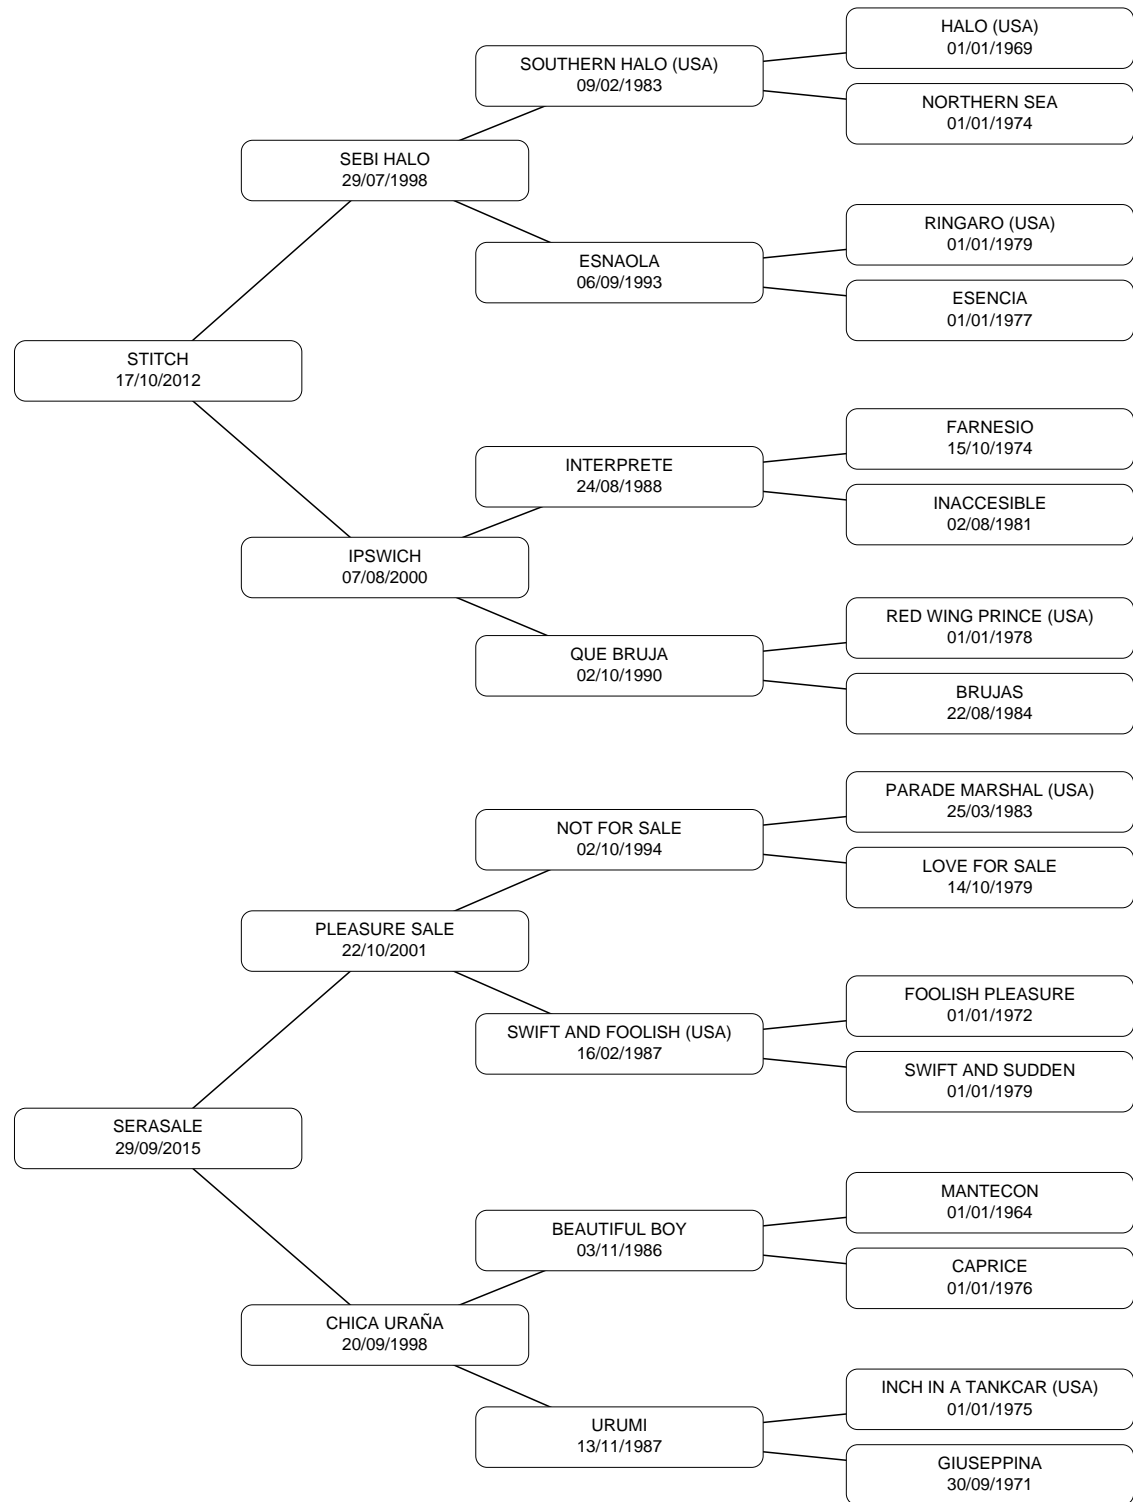 HALO (USA)
01/01/1969
SOUTHERN HALO (USA)
09/02/1983
NORTHERN SEA
01/01/1974
SEBI HALO
29/07/1998
RINGARO (USA)
01/01/1979
ESNAOLA
06/09/1993
ESENCIA
01/01/1977
STITCH
17/10/2012
FARNESIO
15/10/1974
INTERPRETE
24/08/1988
INACCESIBLE
02/08/1981
IPSWICH
07/08/2000
RED WING PRINCE (USA)
01/01/1978
QUE BRUJA
02/10/1990
BRUJAS
22/08/1984
PARADE MARSHAL (USA)
25/03/1983
NOT FOR SALE
02/10/1994
LOVE FOR SALE
14/10/1979
PLEASURE SALE
22/10/2001
FOOLISH PLEASURE
01/01/1972
SWIFT AND FOOLISH (USA)
16/02/1987
SWIFT AND SUDDEN
01/01/1979
SERASALE
29/09/2015
MANTECON
01/01/1964
BEAUTIFUL BOY
03/11/1986
CAPRICE
01/01/1976
CHICA URAÑA
20/09/1998
INCH IN A TANKCAR (USA)
01/01/1975
URUMI
13/11/1987
GIUSEPPINA
30/09/1971